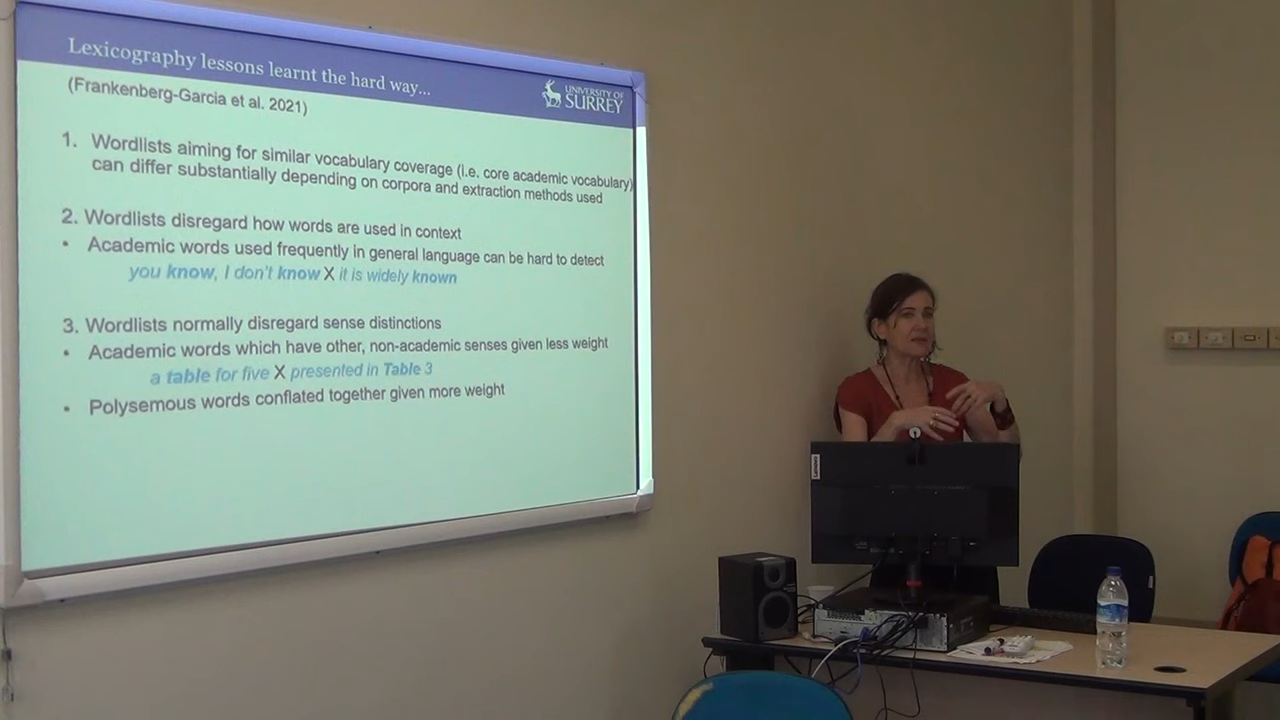 Lexicography lessons learnt the hard way...
UNIVERSITY OF
SURREY
(Frankenberg-Garcia et al. 2021)
1. Wordlists aiming for similar vocabulary coverage (i.e. core academic vocabulary)
can differ substantially depending on corpora and extraction methods used
2. Wordlists disregard how words are used in context
• Academic words used frequently in general language can be hard to detect
you know, I don't know X it is widely known
3. Wordlists normally disregard sense distinctions
• Academic words which have other, non-academic senses given less weight
a table for five X presented in Table 3
• Polysemous words conflated together given more weight
Lenovo